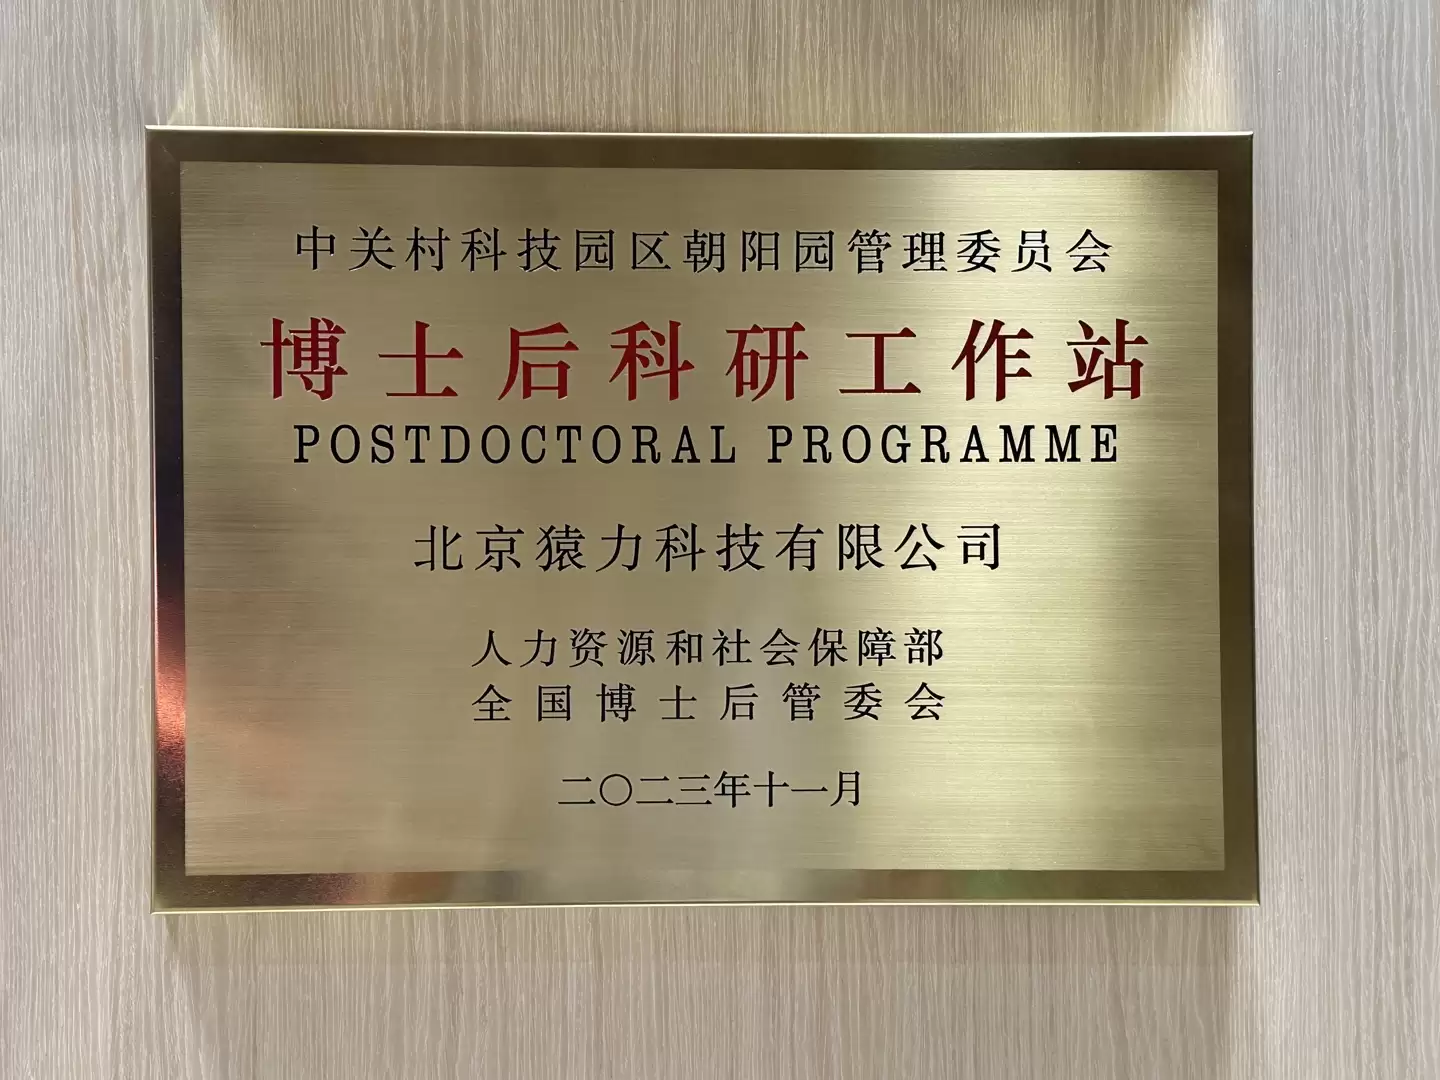 中关村科技园区朝阳园管理委员会
博士后科研工作站
POSTDOCTORAL PROGRAMME
北京猿力科技有限公司
人力资源和社会保障部
全国博士后管委会
二〇二三年十一月